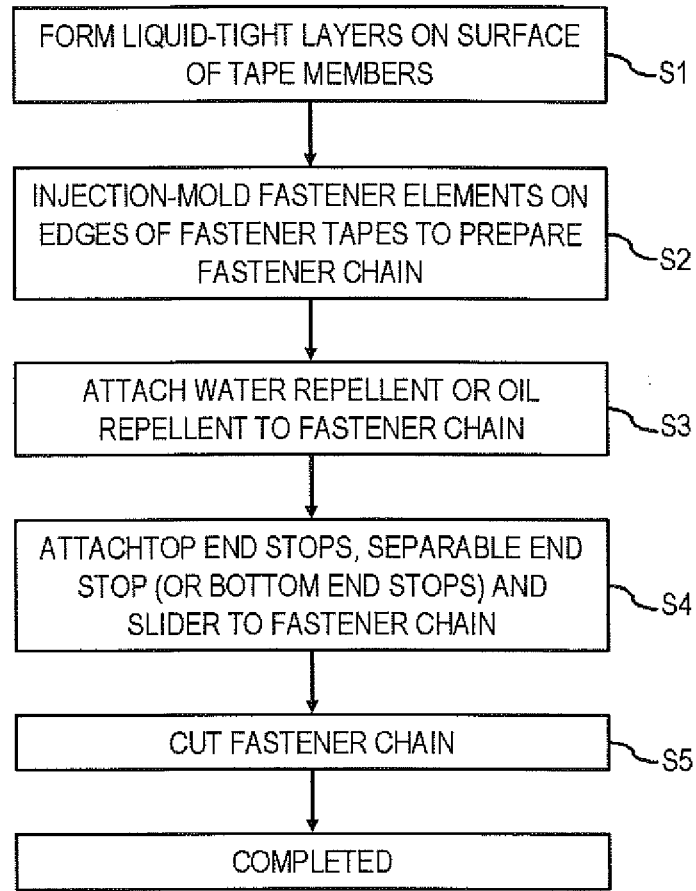 FORM LIQUID-TIGHT LAYERS ON SURFACE
OF TAPE MEMBERS
S1
INJECTION-MOLD FASTENER ELEMENTS ON
EDGES OF FASTENER TAPES TO PREPARE
FASTENER CHAIN
S2
ATTACH WATER REPELLENT OR OIL
REPELLENT TO FASTENER CHAIN
S3
ATTACHTOP END STOPS, SEPARABLE END
STOP (OR BOTTOM END STOPS) AND
SLIDER TO FASTENER CHAIN
S4
CUT FASTENER CHAIN
S5
COMPLETED